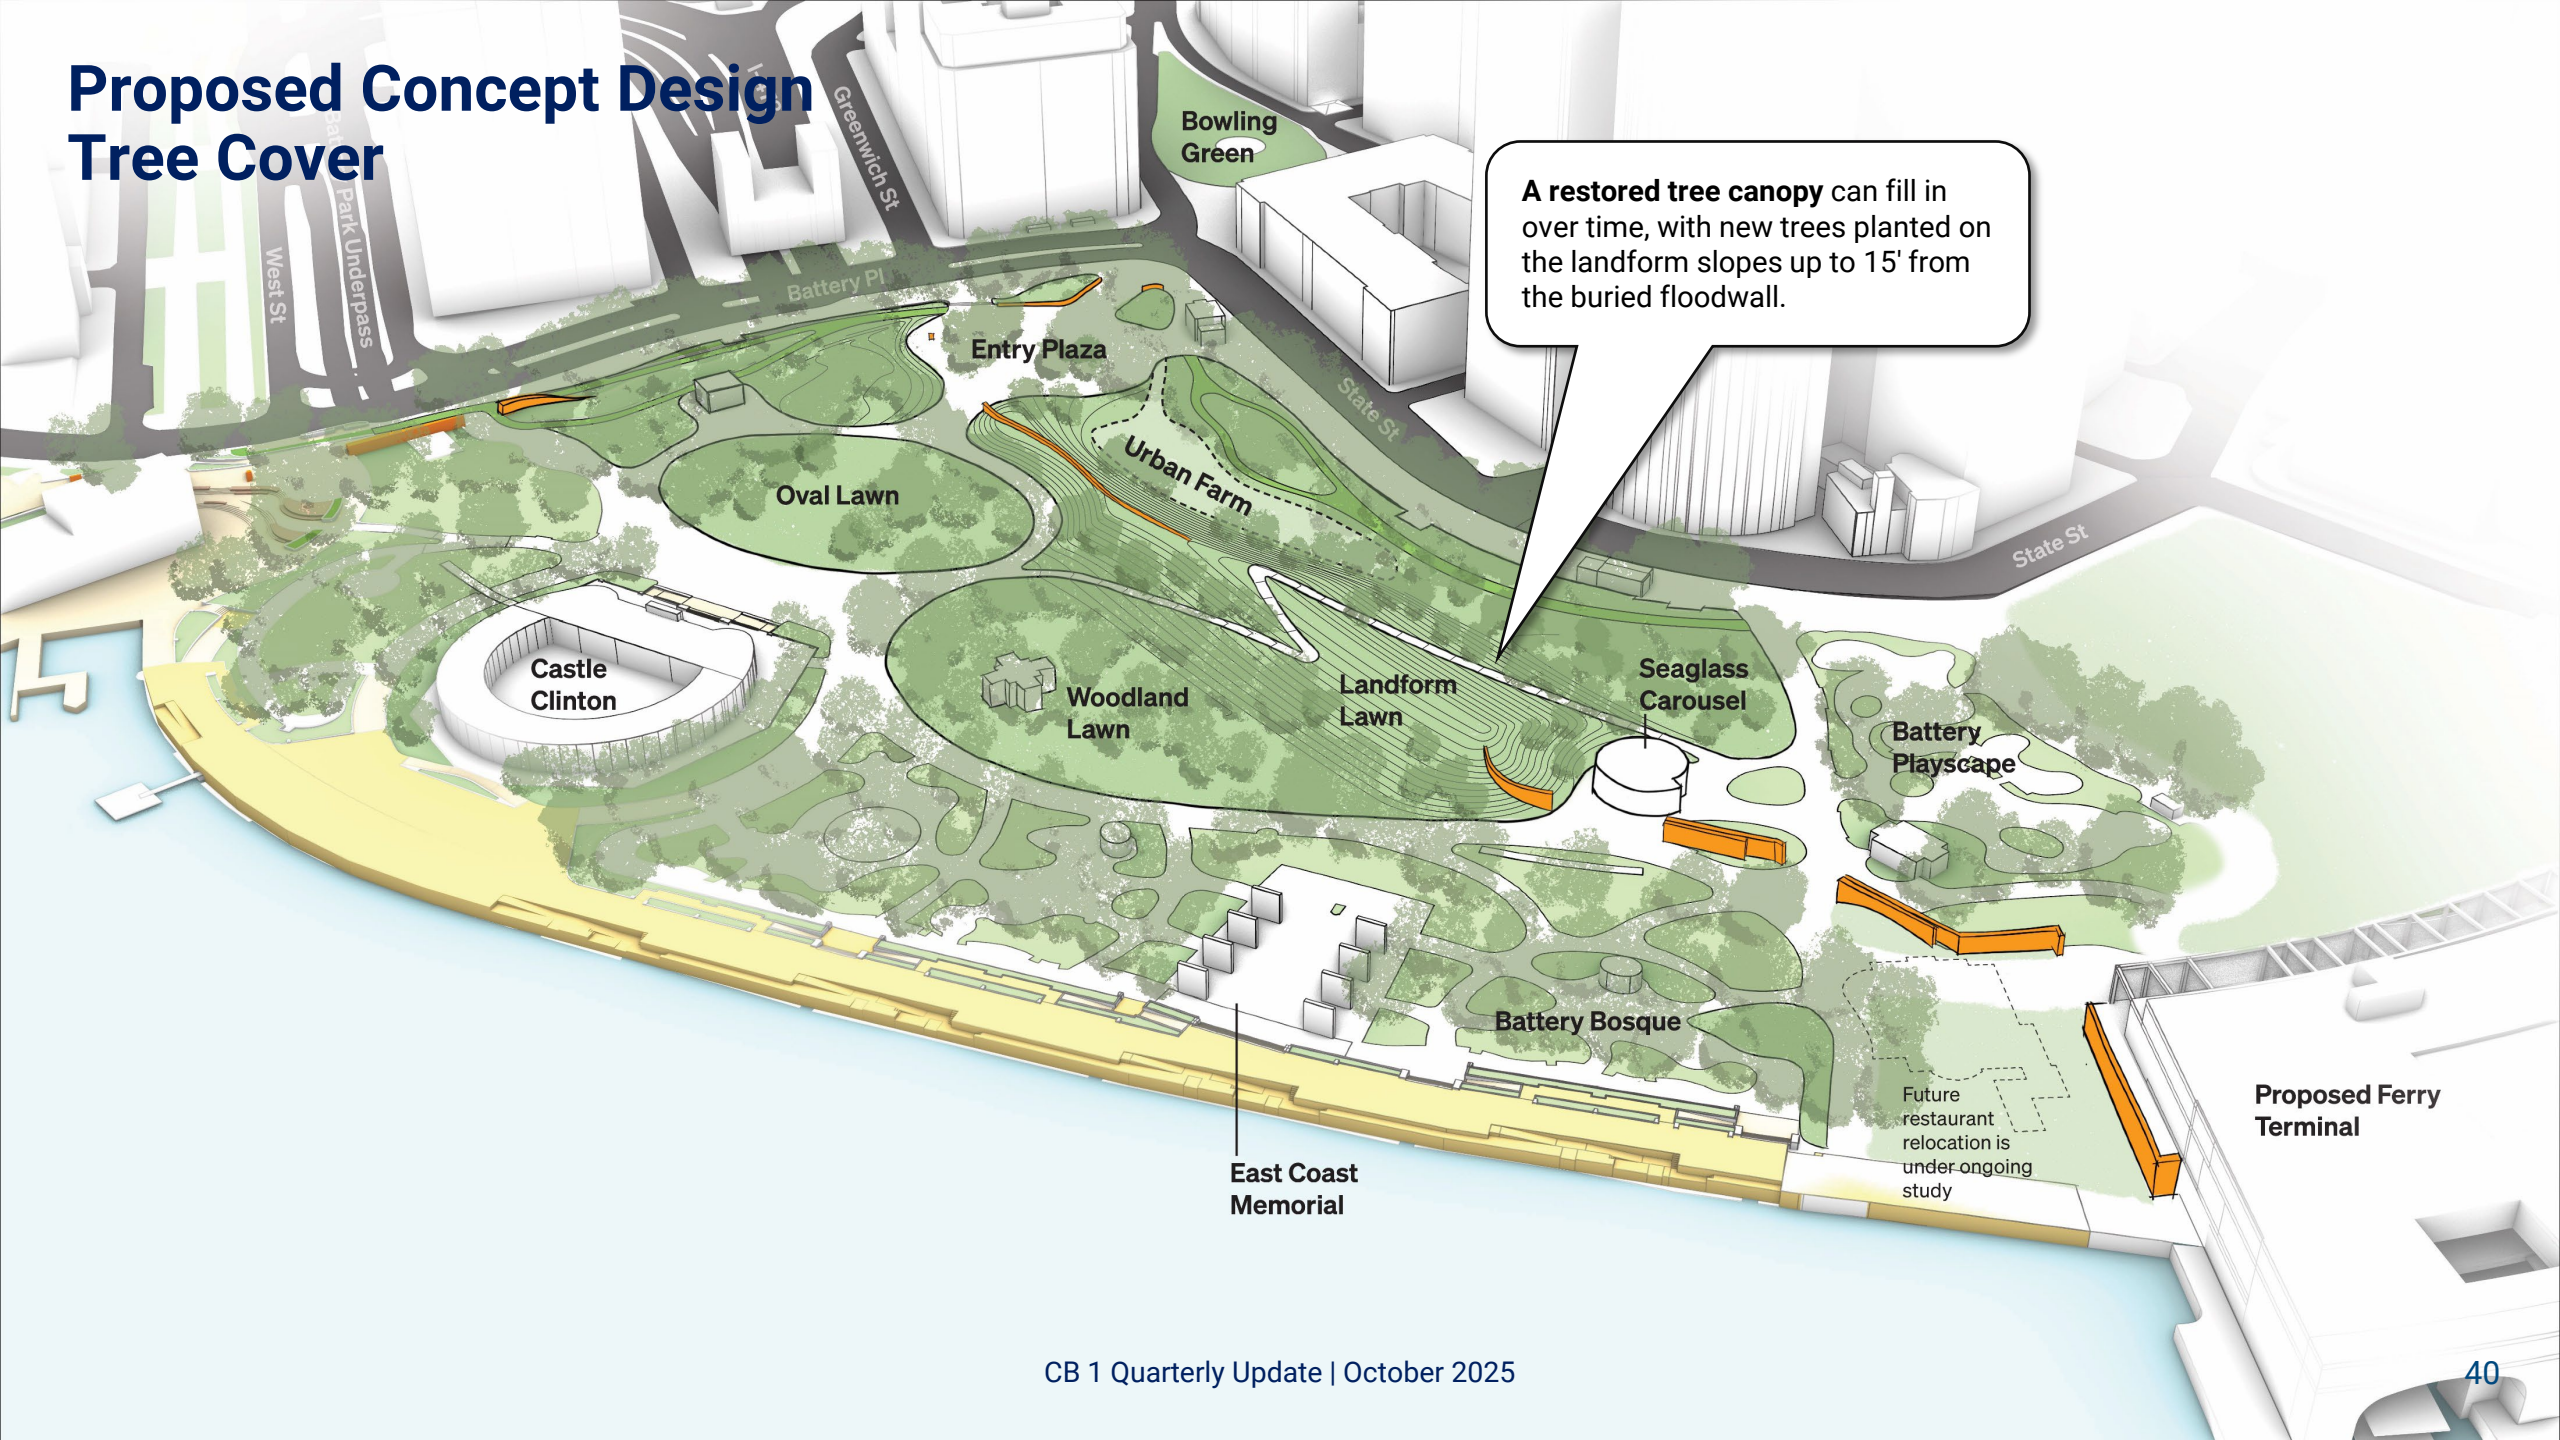 Proposed Concept Design
Tree Cover
Greenwich St
Bowling
Green
A restored tree canopy can fill in
over time, with new trees planted on
the landform slopes up to 15' from
the buried floodwall.
West St
Park Underpass
Battery Pl
Entry Plaza
State St
Urban Farm
Oval Lawn
State St
Castle
Clinton
Woodland
Lawn
Landform
Lawn
Seaglass
Carousel
Battery
Playscape
Battery Bosque
Future
restaurant
relocation is
under ongoing
study
Proposed Ferry
Terminal
East Coast
Memorial
CB 1 Quarterly Update | October 2025
40